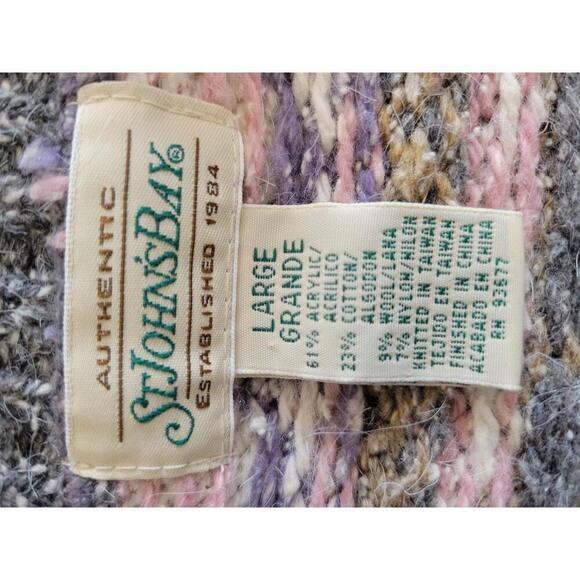 AUTHENTIC
ST.JOHN'SBAY®
ESTABLISHED 1984
LARGE
GRANDE
61% ACRYLIC/
ACRILICO
23% COTTON/
ALGODON
9% WOOL/LANA
7% NYLON/NILON
KNITTED IN TAIWAN
TEJIDO EN TAIWAN
FINISHED IN CHINA
ACABADO EN CHINA
RN 93677